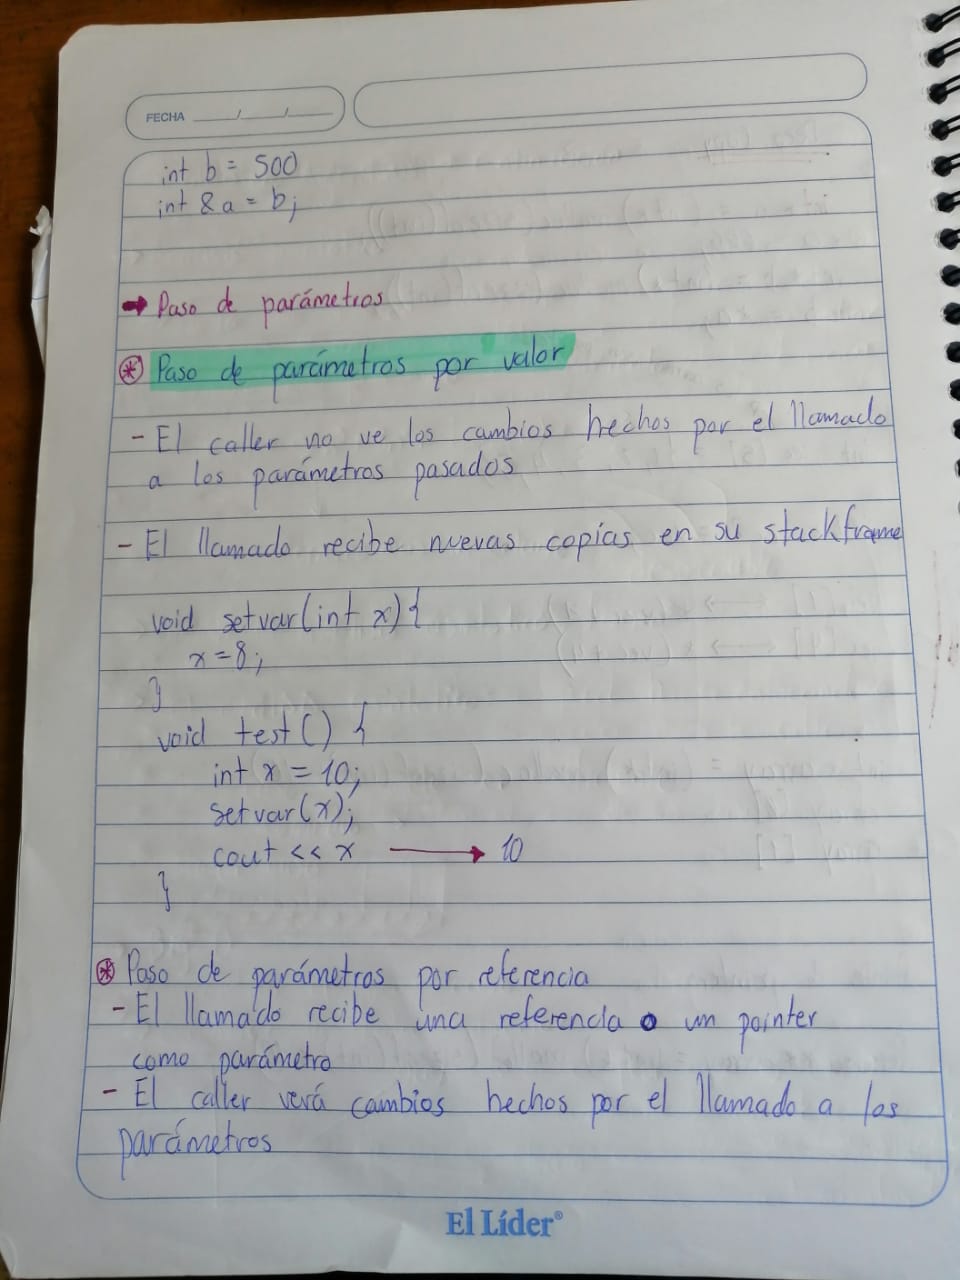 FECHA ___/___/___
int b = 500
int &a = b;
→ Paso de parámetros
⊛ Paso de parámetros por valor
- El caller no ve los cambios hechos por el llamado
a los parámetros pasados
- El llamado recibe nuevas copias en su stackframe
void setvar(int x){
x=8;
}
void test() {
int x = 10;
setvar(x);
cout << x → 10
}
⊛ Paso de parámetros por referencia
- El llamado recibe una referencia o un pointer
como parámetro
- El caller verá cambios hechos por el llamado a los
parámetros
El Líder®